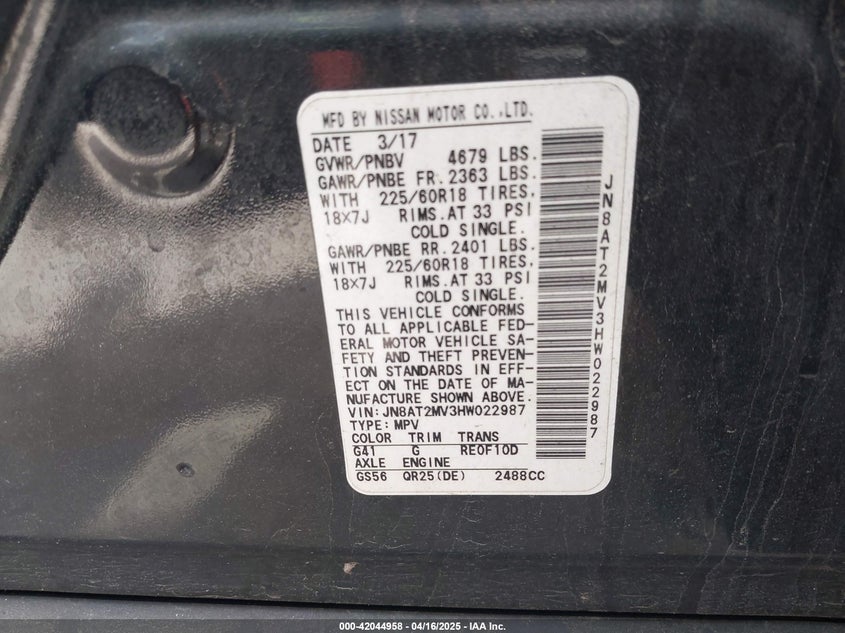 MFD BY NISSAN MOTOR CO.,LTD.
DATE 3/17
GVWR/PNBV 4679 LBS.
GAWR/PNBE FR. 2363 LBS.
WITH 225/60R18 TIRES,
18X7J RIMS. AT 33 PSI
COLD SINGLE.
GAWR/PNBE RR. 2401 LBS.
WITH 225/60R18 TIRES,
18X7J RIMS. AT 33 PSI
COLD SINGLE.
THIS VEHICLE CONFORMS
TO ALL APPLICABLE FED-
ERAL MOTOR VEHICLE SA-
FETY AND THEFT PREVEN-
TION STANDARDS IN EFF-
ECT ON THE DATE OF MA-
NUFACTURE SHOWN ABOVE.
VIN: JN8AT2MV3HW022987
TYPE: MPV
COLOR TRIM TRANS
G41 G RE0F10D
AXLE ENGINE
GS56 QR25(DE) 2488CC
JN8AT2MV3HW022987
000-42044958 - 04/16/2025 - IAA Inc.